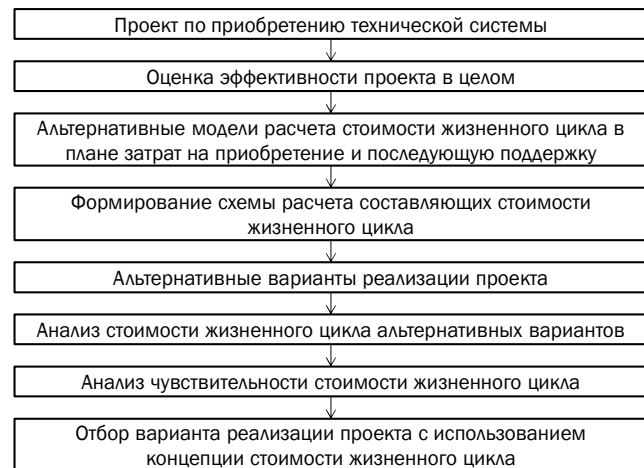 Проект по приобретению технической системы
Оценка эффективности проекта в целом
Альтернативные модели расчета стоимости жизненного цикла в
плане затрат на приобретение и последующую поддержку
Формирование схемы расчета составляющих стоимости
жизненного цикла
Альтернативные варианты реализации проекта
Анализ стоимости жизненного цикла альтернативных вариантов
Анализ чувствительности стоимости жизненного цикла
Отбор варианта реализации проекта с использованием
концепции стоимости жизненного цикла